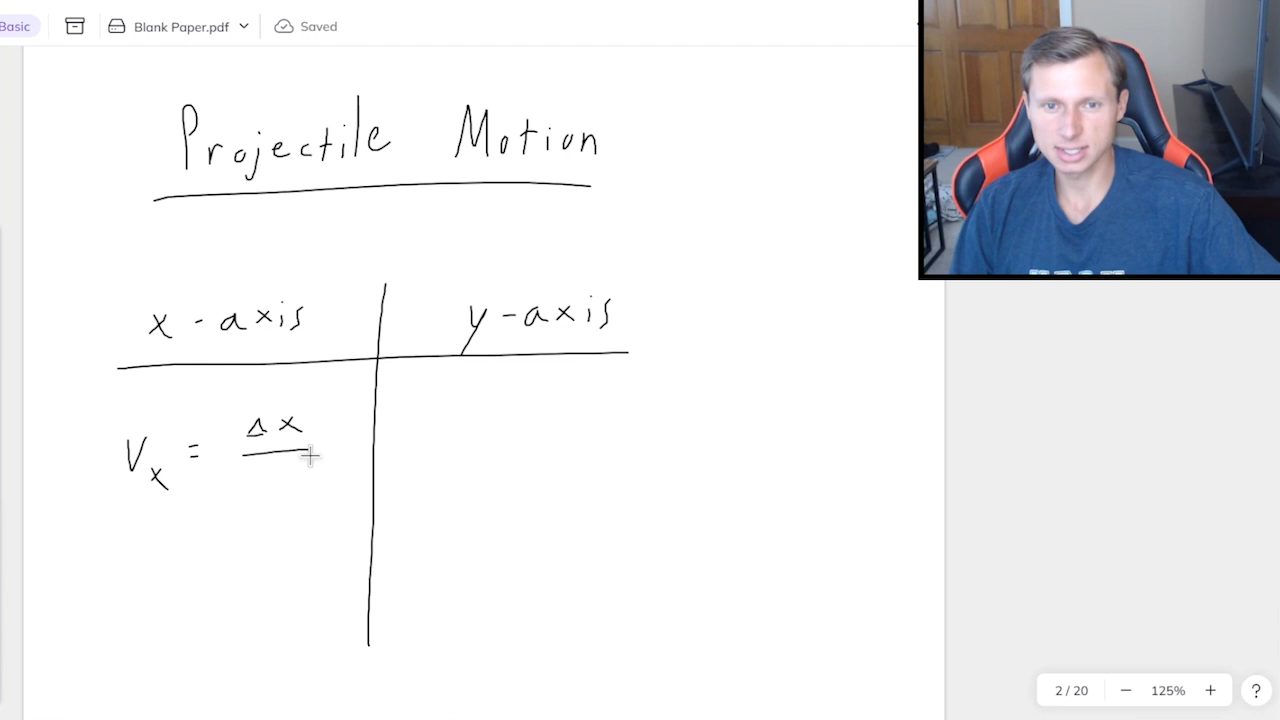 Basic Blank Paper.pdf Saved
Projectile Motion
x - axis y - axis
Vx = Δx
2 / 20 − 125% + ?